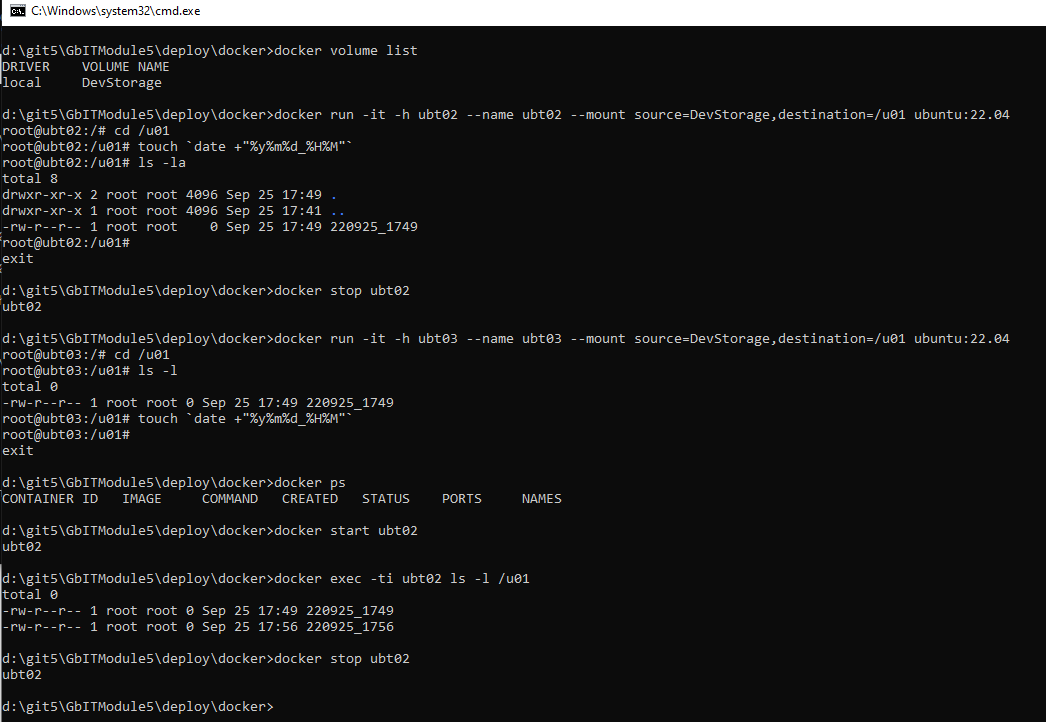 C:\Windows\system32\cmd.exe
d:\git5\GbITModule5\deploy\docker>docker volume list
DRIVER    VOLUME NAME
local     DevStorage
d:\git5\GbITModule5\deploy\docker>docker run -it -h ubt02 --name ubt02 --mount source=DevStorage,destination=/u01 ubuntu:22.04
root@ubt02:/# cd /u01
root@ubt02:/u01# touch `date +"%y%m%d_%H%M"`
root@ubt02:/u01# ls -la
total 8
drwxr-xr-x 2 root root 4096 Sep 25 17:49 .
drwxr-xr-x 1 root root 4096 Sep 25 17:41 ..
-rw-r--r-- 1 root root    0 Sep 25 17:49 220925_1749
root@ubt02:/u01#
exit
d:\git5\GbITModule5\deploy\docker>docker stop ubt02
ubt02
d:\git5\GbITModule5\deploy\docker>docker run -it -h ubt03 --name ubt03 --mount source=DevStorage,destination=/u01 ubuntu:22.04
root@ubt03:/# cd /u01
root@ubt03:/u01# ls -l
total 0
-rw-r--r-- 1 root root 0 Sep 25 17:49 220925_1749
root@ubt03:/u01# touch `date +"%y%m%d_%H%M"`
root@ubt03:/u01#
exit
d:\git5\GbITModule5\deploy\docker>docker ps
CONTAINER ID   IMAGE     COMMAND   CREATED   STATUS    PORTS     NAMES
d:\git5\GbITModule5\deploy\docker>docker start ubt02
ubt02
d:\git5\GbITModule5\deploy\docker>docker exec -ti ubt02 ls -l /u01
total 0
-rw-r--r-- 1 root root 0 Sep 25 17:49 220925_1749
-rw-r--r-- 1 root root 0 Sep 25 17:56 220925_1756
d:\git5\GbITModule5\deploy\docker>docker stop ubt02
ubt02
d:\git5\GbITModule5\deploy\docker>